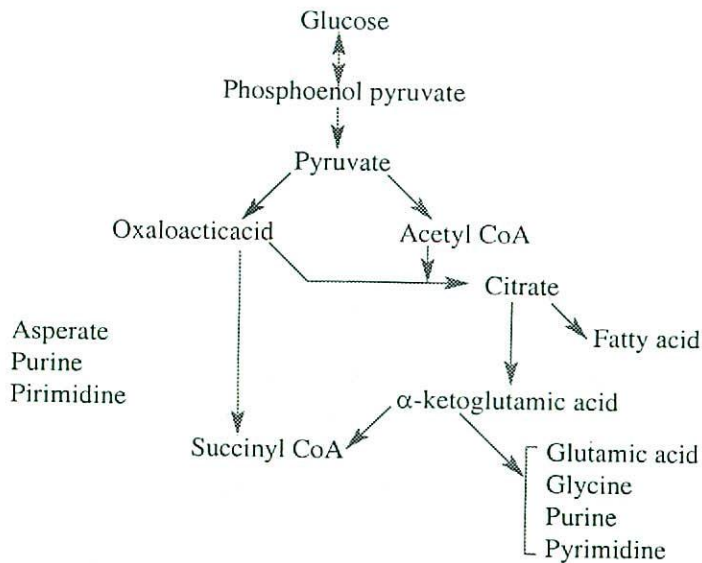 Glucose
Phosphoenol pyruvate
Pyruvate
Oxaloacticacid
Acetyl CoA
Citrate
Asperate
Purine
Pirimidine
Fatty acid
α-ketoglutamic acid
Succinyl CoA
Glutamic acid
Glycine
Purine
Pyrimidine